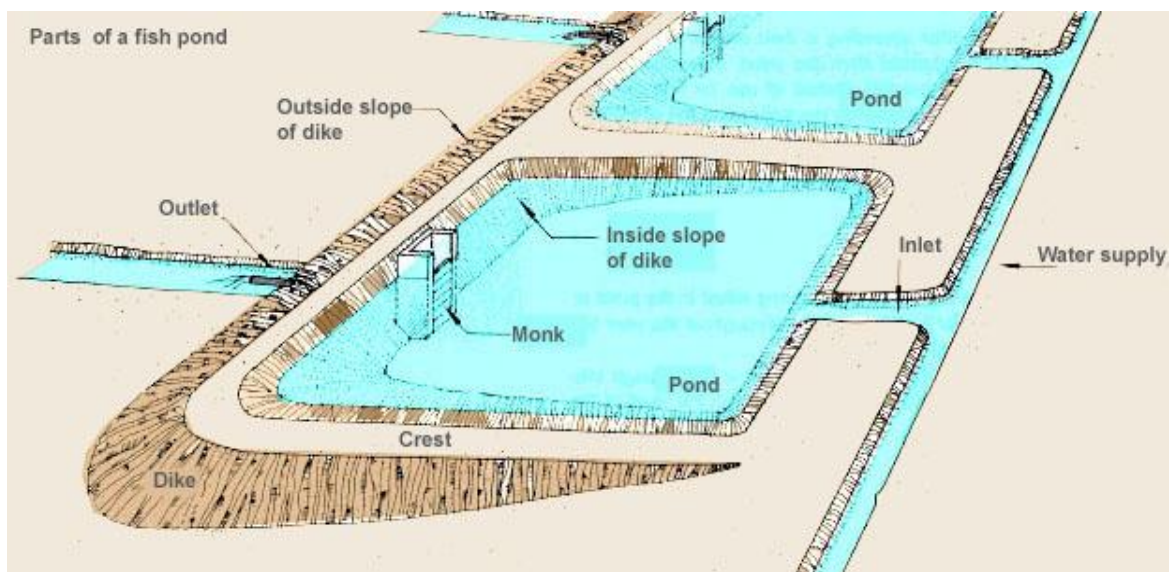 Parts of a fish pond
Pond
Outside slope
of dike
Outlet
Inside slope
of dike
Inlet
Water supply
Monk
Pond
Crest
Dike